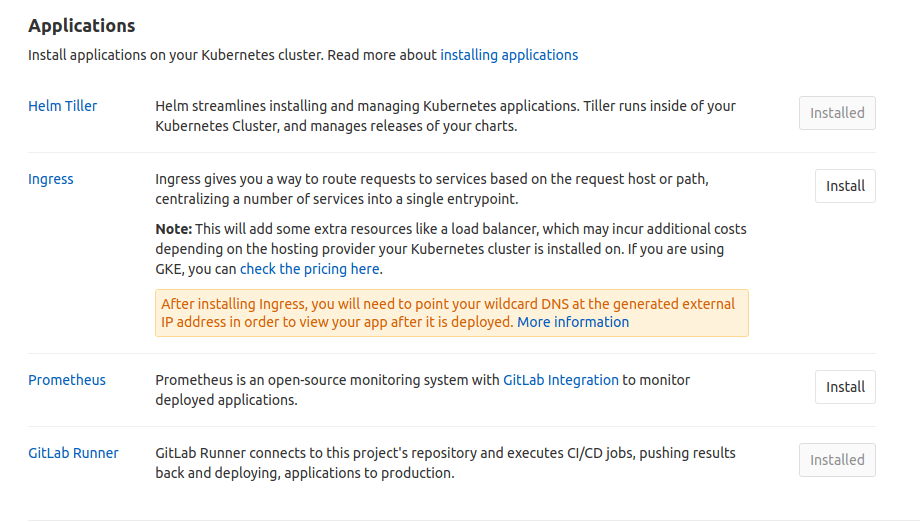 Applications
Install applications on your Kubernetes cluster. Read more about installing applications
Helm Tiller
Helm streamlines installing and managing Kubernetes applications. Tiller runs inside of your
Kubernetes Cluster, and manages releases of your charts.
Installed
Ingress
Ingress gives you a way to route requests to services based on the request host or path,
centralizing a number of services into a single entrypoint.
Install
Note: This will add some extra resources like a load balancer, which may incur additional costs
depending on the hosting provider your Kubernetes cluster is installed on. If you are using
GKE, you can check the pricing here.
After installing Ingress, you will need to point your wildcard DNS at the generated external
IP address in order to view your app after it is deployed. More information
Prometheus
Prometheus is an open-source monitoring system with GitLab Integration to monitor
deployed applications.
Install
GitLab Runner
GitLab Runner connects to this project's repository and executes CI/CD jobs, pushing results
back and deploying, applications to production.
Installed